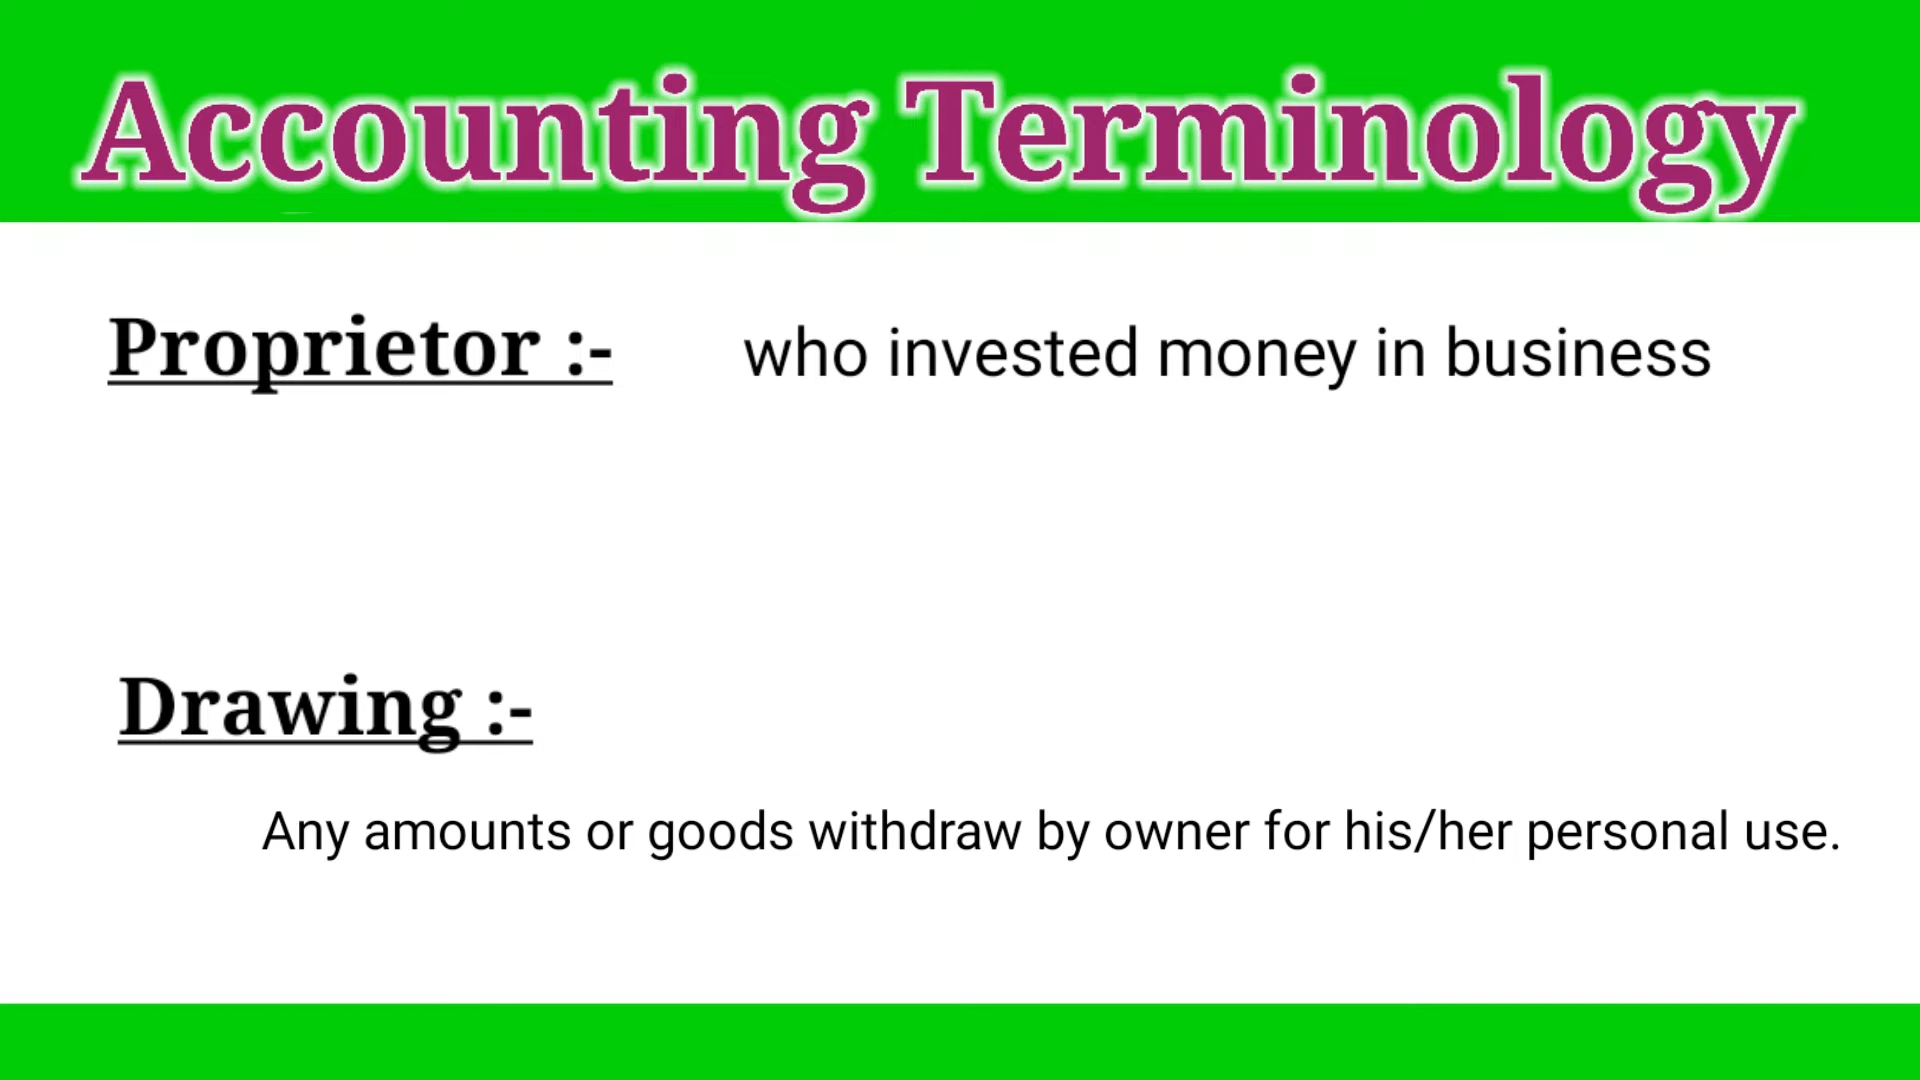 Accounting Terminology
Proprietor :- who invested money in business
Drawing :-
Any amounts or goods withdraw by owner for his/her personal use.